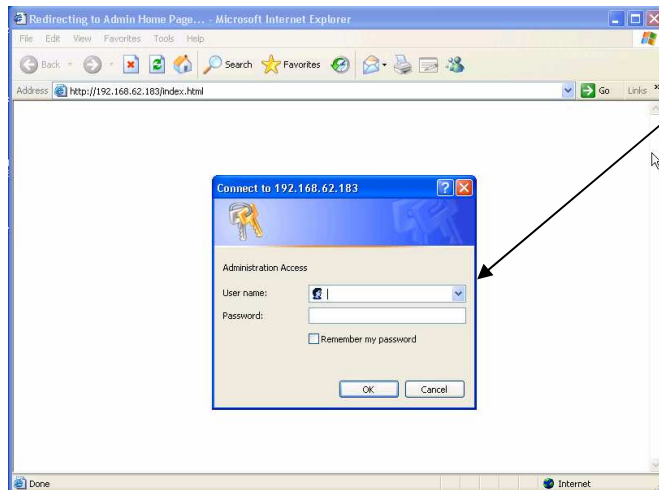 Redirecting to Admin Home Page... - Microsoft Internet Explorer
File Edit View Favorites Tools Help
Back Search Favorites
Address http://192.168.62.183/index.html Go Links »
Connect to 192.168.62.183
Administration Access
User name:
Password:
Remember my password
OK Cancel
Done Internet